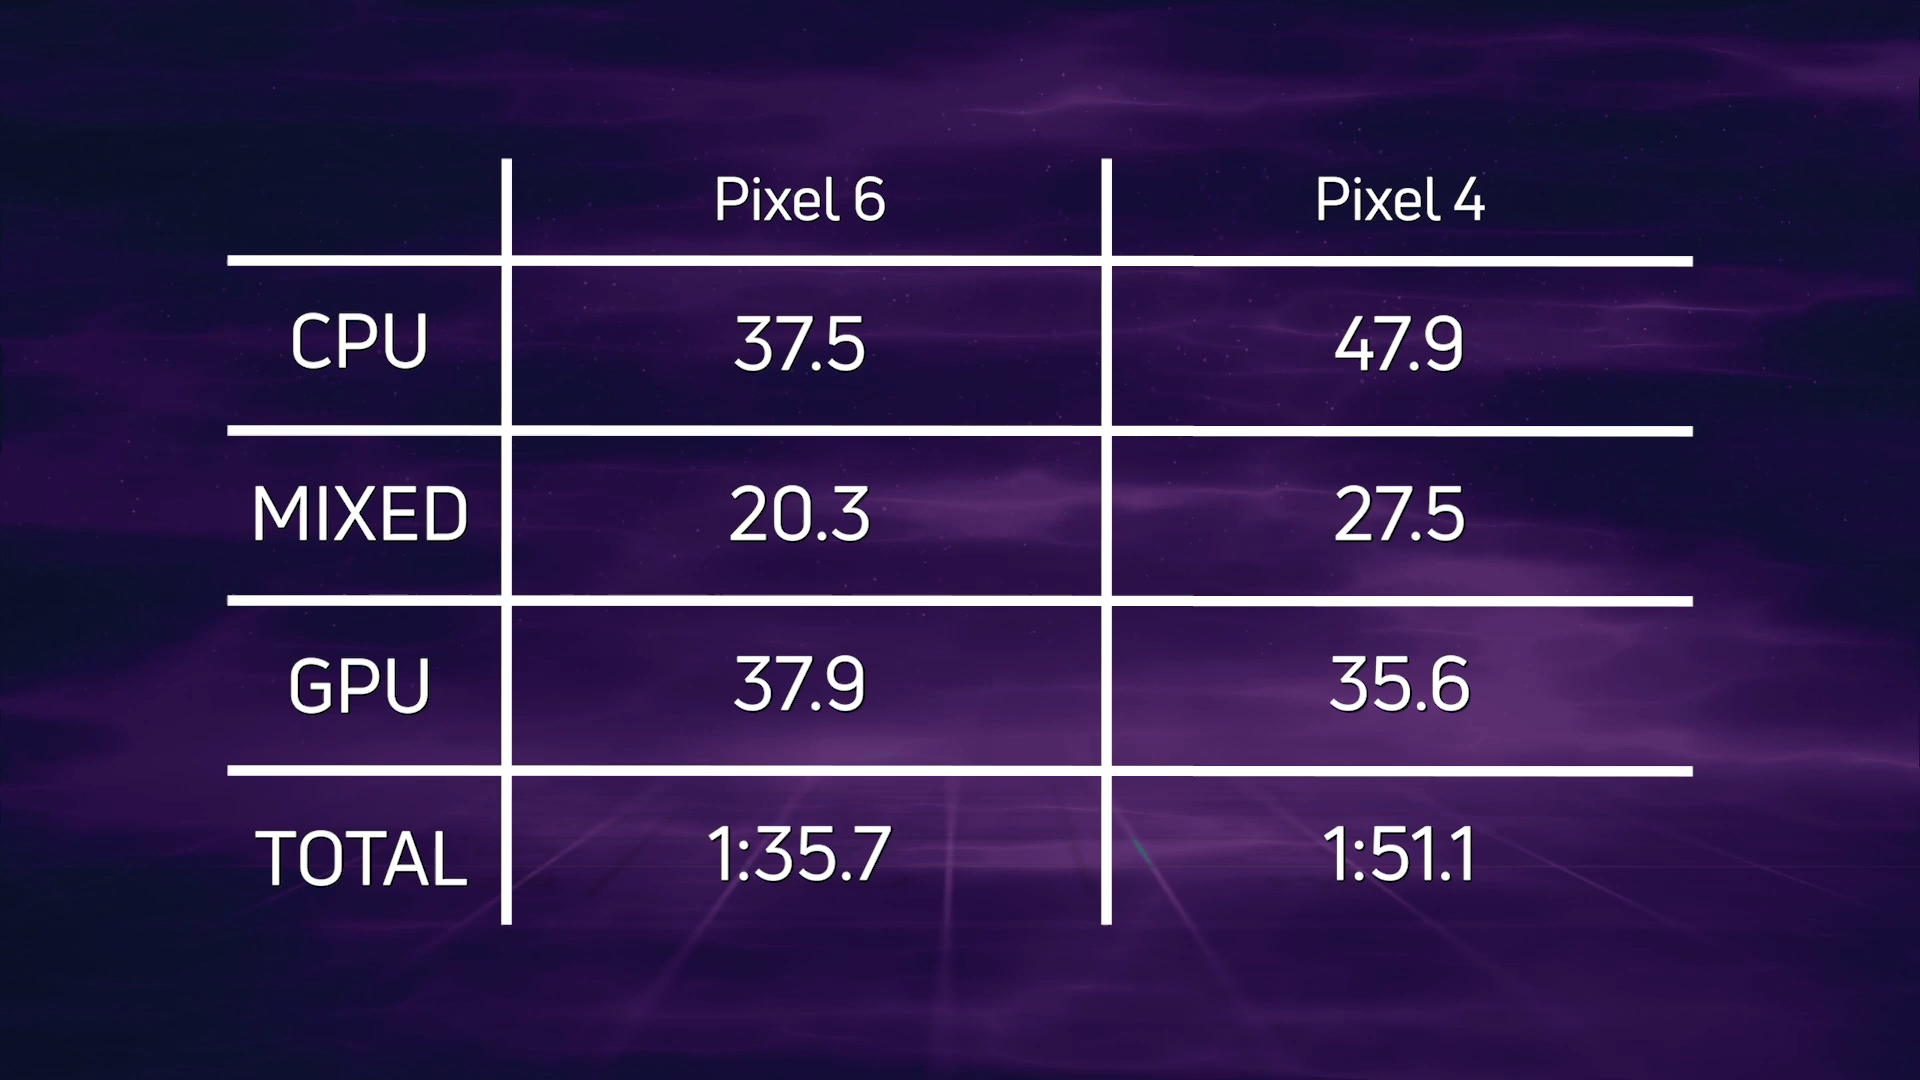 Pixel 6 Pixel 4
CPU 37.5 47.9
MIXED 20.3 27.5
GPU 37.9 35.6
TOTAL 1:35.7 1:51.1